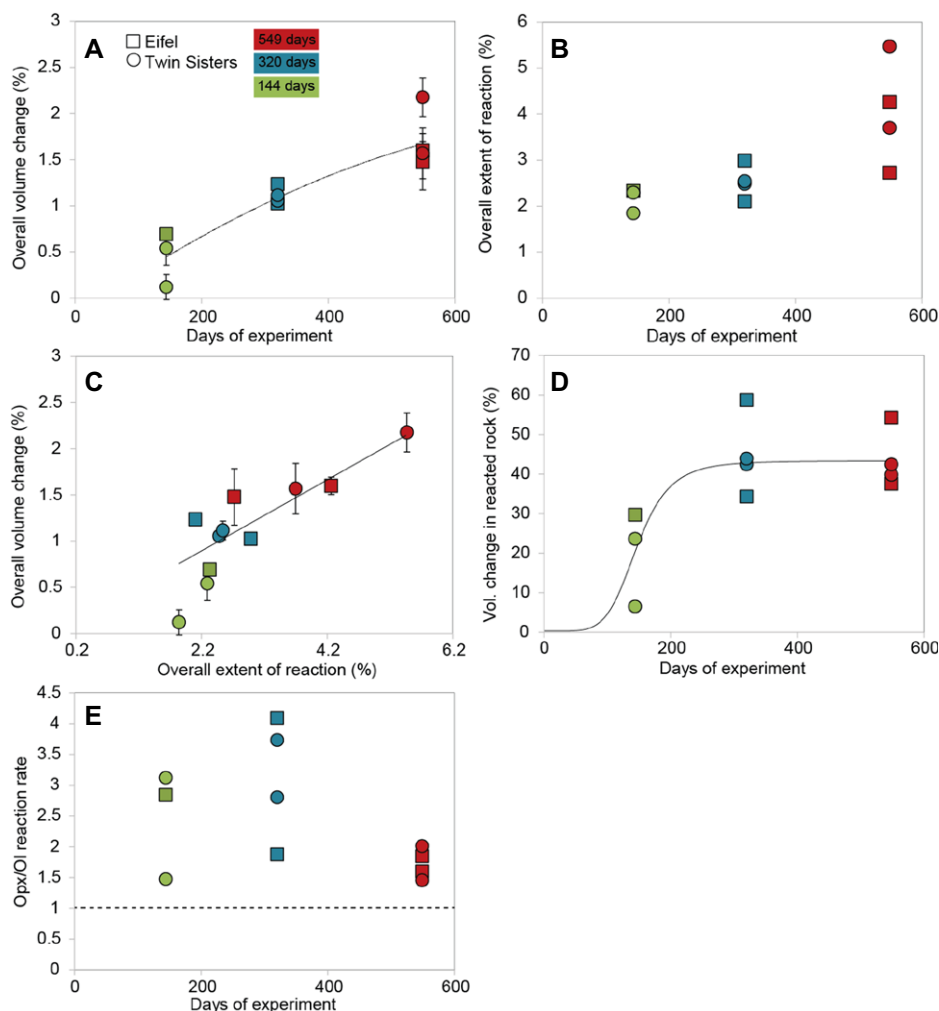 A
Eifel
Twin Sisters
549 days
320 days
144 days
Overall volume change (%)
3
2.5
2
1.5
1
0.5
0
0
200
400
600
Days of experiment
B
Overall extent of reaction (%)
6
5
4
3
2
1
0
0
200
400
600
Days of experiment
C
Overall volume change (%)
3
2.5
2
1.5
1
0.5
0
0.2
2.2
4.2
6.2
Overall extent of reaction (%)
D
Vol. change in reacted rock (%)
70
60
50
40
30
20
10
0
0
200
400
600
Days of experiment
E
Opx/Ol reaction rate
4.5
4
3.5
3
2.5
2
1.5
1
0.5
0
0
200
400
600
Days of experiment